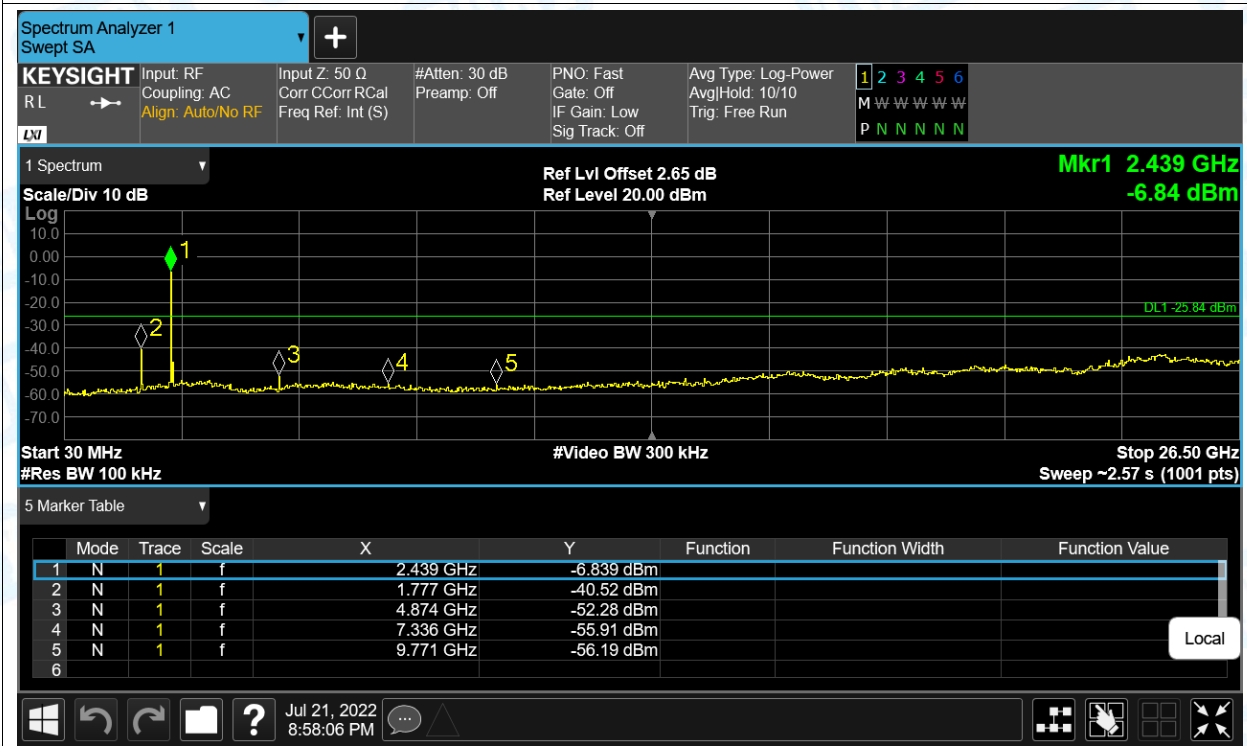 Spectrum Analyzer 1
Swept SA
KEYSIGHT
R L
LXI
Input: RF
Coupling: AC
Align: Auto/No RF
Input Z: 50 Ω
Corr CCorr RCal
Freq Ref: Int (S)
#Atten: 30 dB
Preamp: Off
PNO: Fast
Gate: Off
IF Gain: Low
Sig Track: Off
Avg Type: Log-Power
Avg|Hold: 10/10
Trig: Free Run
1 2 3 4 5 6
M W W W W W W
P N N N N N N
1 Spectrum
Scale/Div 10 dB
Ref Lvl Offset 2.65 dB
Ref Level 20.00 dBm
Mkr1 2.439 GHz
-6.84 dBm
Log
10.0
0.00
-10.0
-20.0
-30.0
-40.0
-50.0
-60.0
-70.0
1
2
3
4
5
DL1 -25.84 dBm
Start 30 MHz
#Video BW 300 kHz
Stop 26.50 GHz
#Res BW 100 kHz
Sweep ~2.57 s (1001 pts)
5 Marker Table
Mode Trace Scale X Y Function Function Width Function Value
1 N 1 f 2.439 GHz -6.839 dBm
2 N 1 f 1.777 GHz -40.52 dBm
3 N 1 f 4.874 GHz -52.28 dBm
4 N 1 f 7.336 GHz -55.91 dBm
5 N 1 f 9.771 GHz -56.19 dBm
6
Local
?
Jul 21, 2022
8:58:06 PM